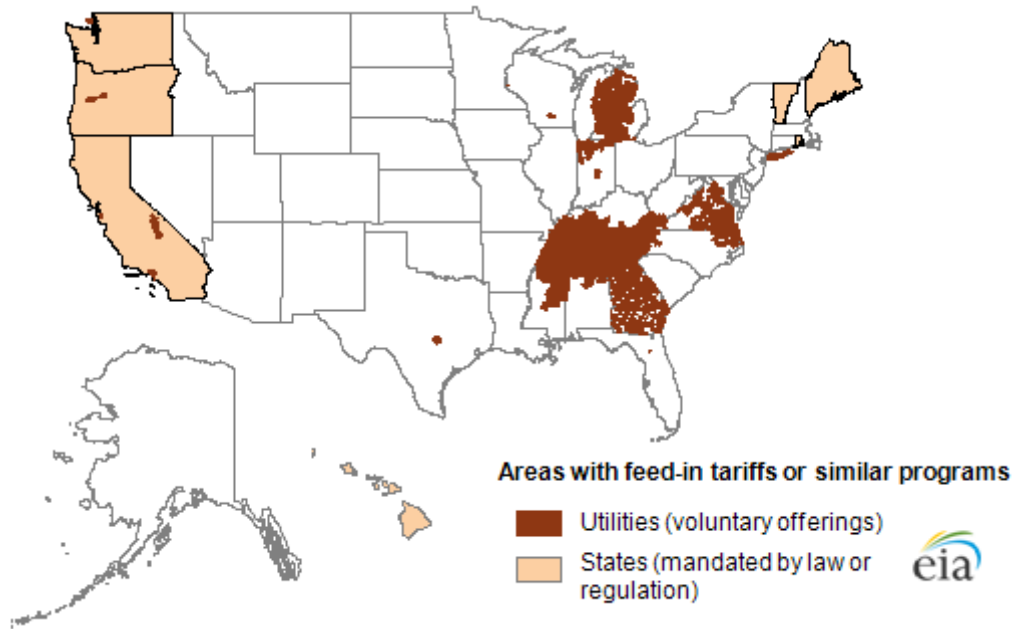 Areas with feed-in tariffs or similar programs
Utilities (voluntary offerings)
States (mandated by law or
regulation)
eia